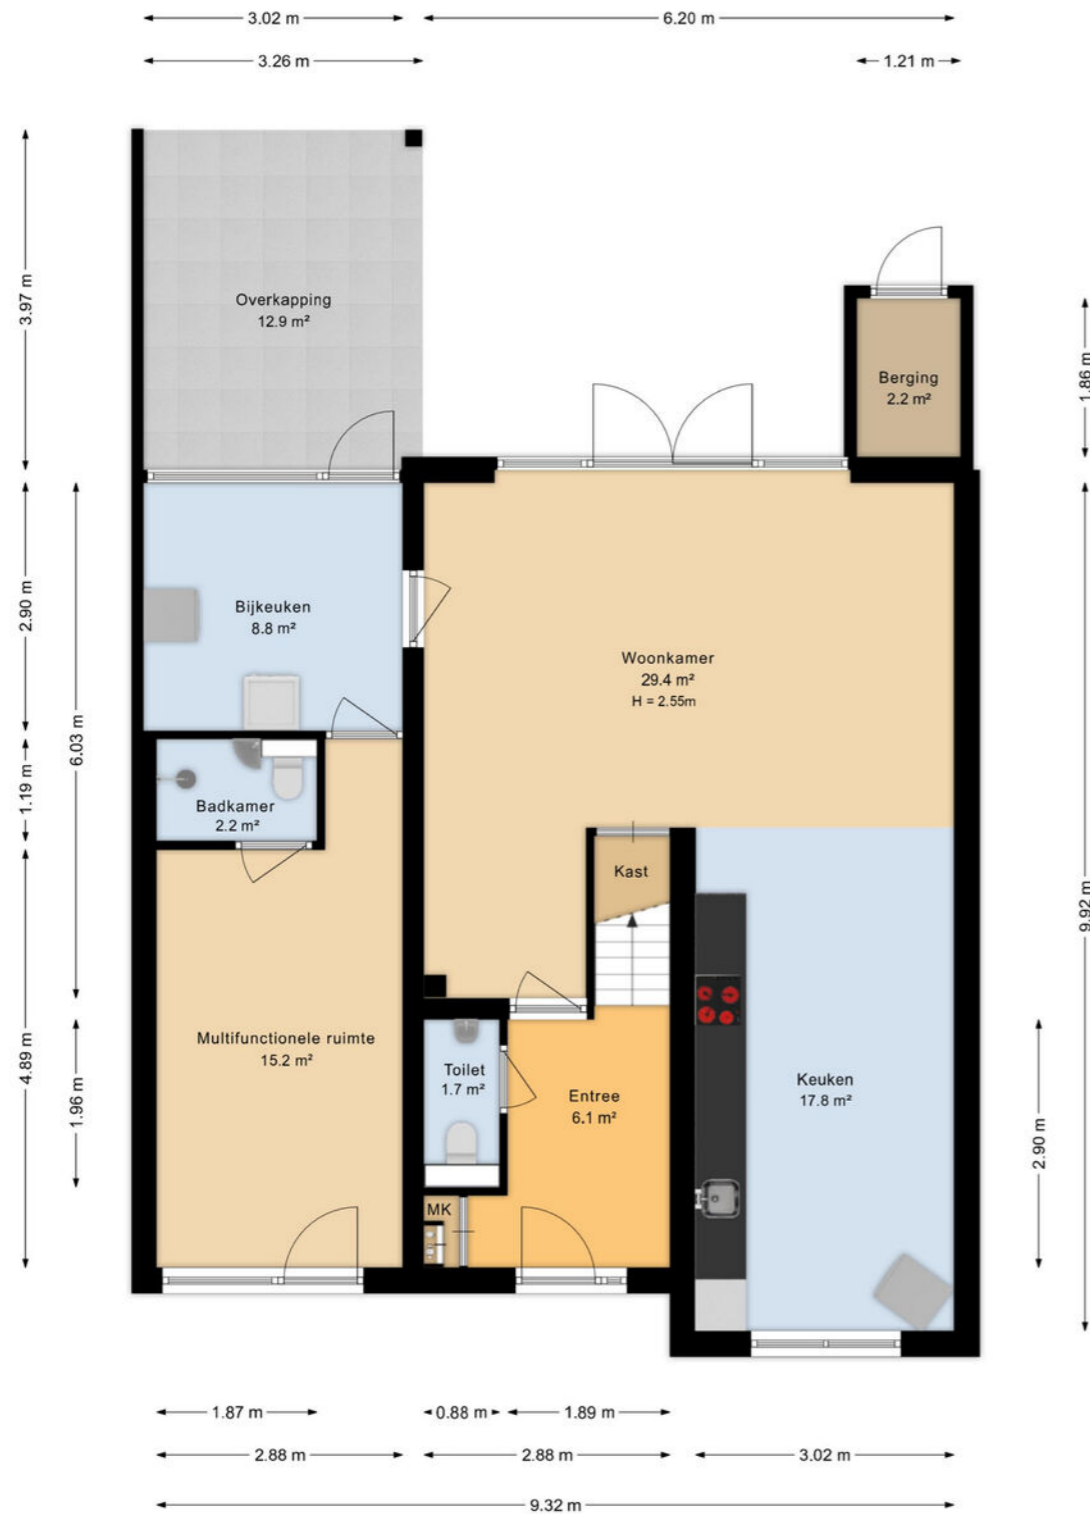 3.02 m
6.20 m
3.26 m
1.21 m
3.97 m
Overkapping
12.9 m²
Berging
2.2 m²
1.86 m
2.90 m
Bijkeuken
8.8 m²
Woonkamer
29.4 m²
H = 2.55m
6.03 m
1.19 m
Badkamer
2.2 m²
Kast
9.92 m
4.89 m
Multifunctionele ruimte
15.2 m²
1.96 m
Toilet
1.7 m²
Entree
6.1 m²
Keuken
17.8 m²
2.90 m
MK
1.87 m
0.88 m
1.89 m
2.88 m
2.88 m
3.02 m
9.32 m